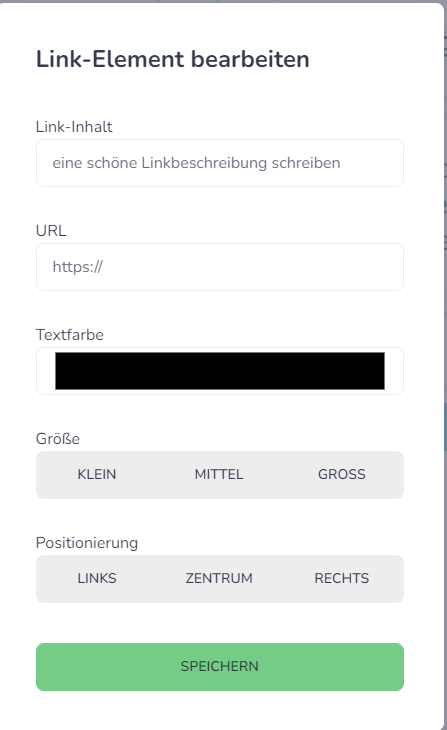 Link-Element bearbeiten
Link-Inhalt
eine schöne Linkbeschreibung schreiben
URL
https://
Textfarbe
Größe
KLEIN MITTEL GROSS
Positionierung
LINKS ZENTRUM RECHTS
SPEICHERN